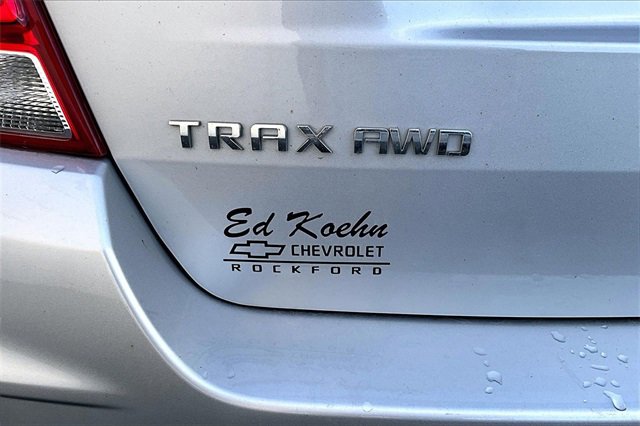 TRAX AWD
Ed Koehn
CHEVROLET
ROCKFORD